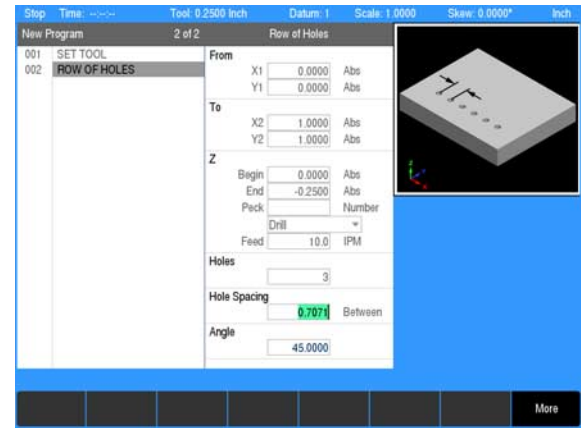 Stop Time: --:--:-- Tool: 0.2500 Inch Datum: 1 Scale: 1.0000 Skew: 0.0000° Inch
New Program 2 of 2 Row of Holes
001 SET TOOL
002 ROW OF HOLES
From
X1 0.0000 Abs
Y1 0.0000 Abs
To
X2 1.0000 Abs
Y2 1.0000 Abs
Z
Begin 0.0000 Abs
End -0.2500 Abs
Peck Number
Drill
Feed 10.0 IPM
Holes
3
Hole Spacing
0.7071 Between
Angle
45.0000
More